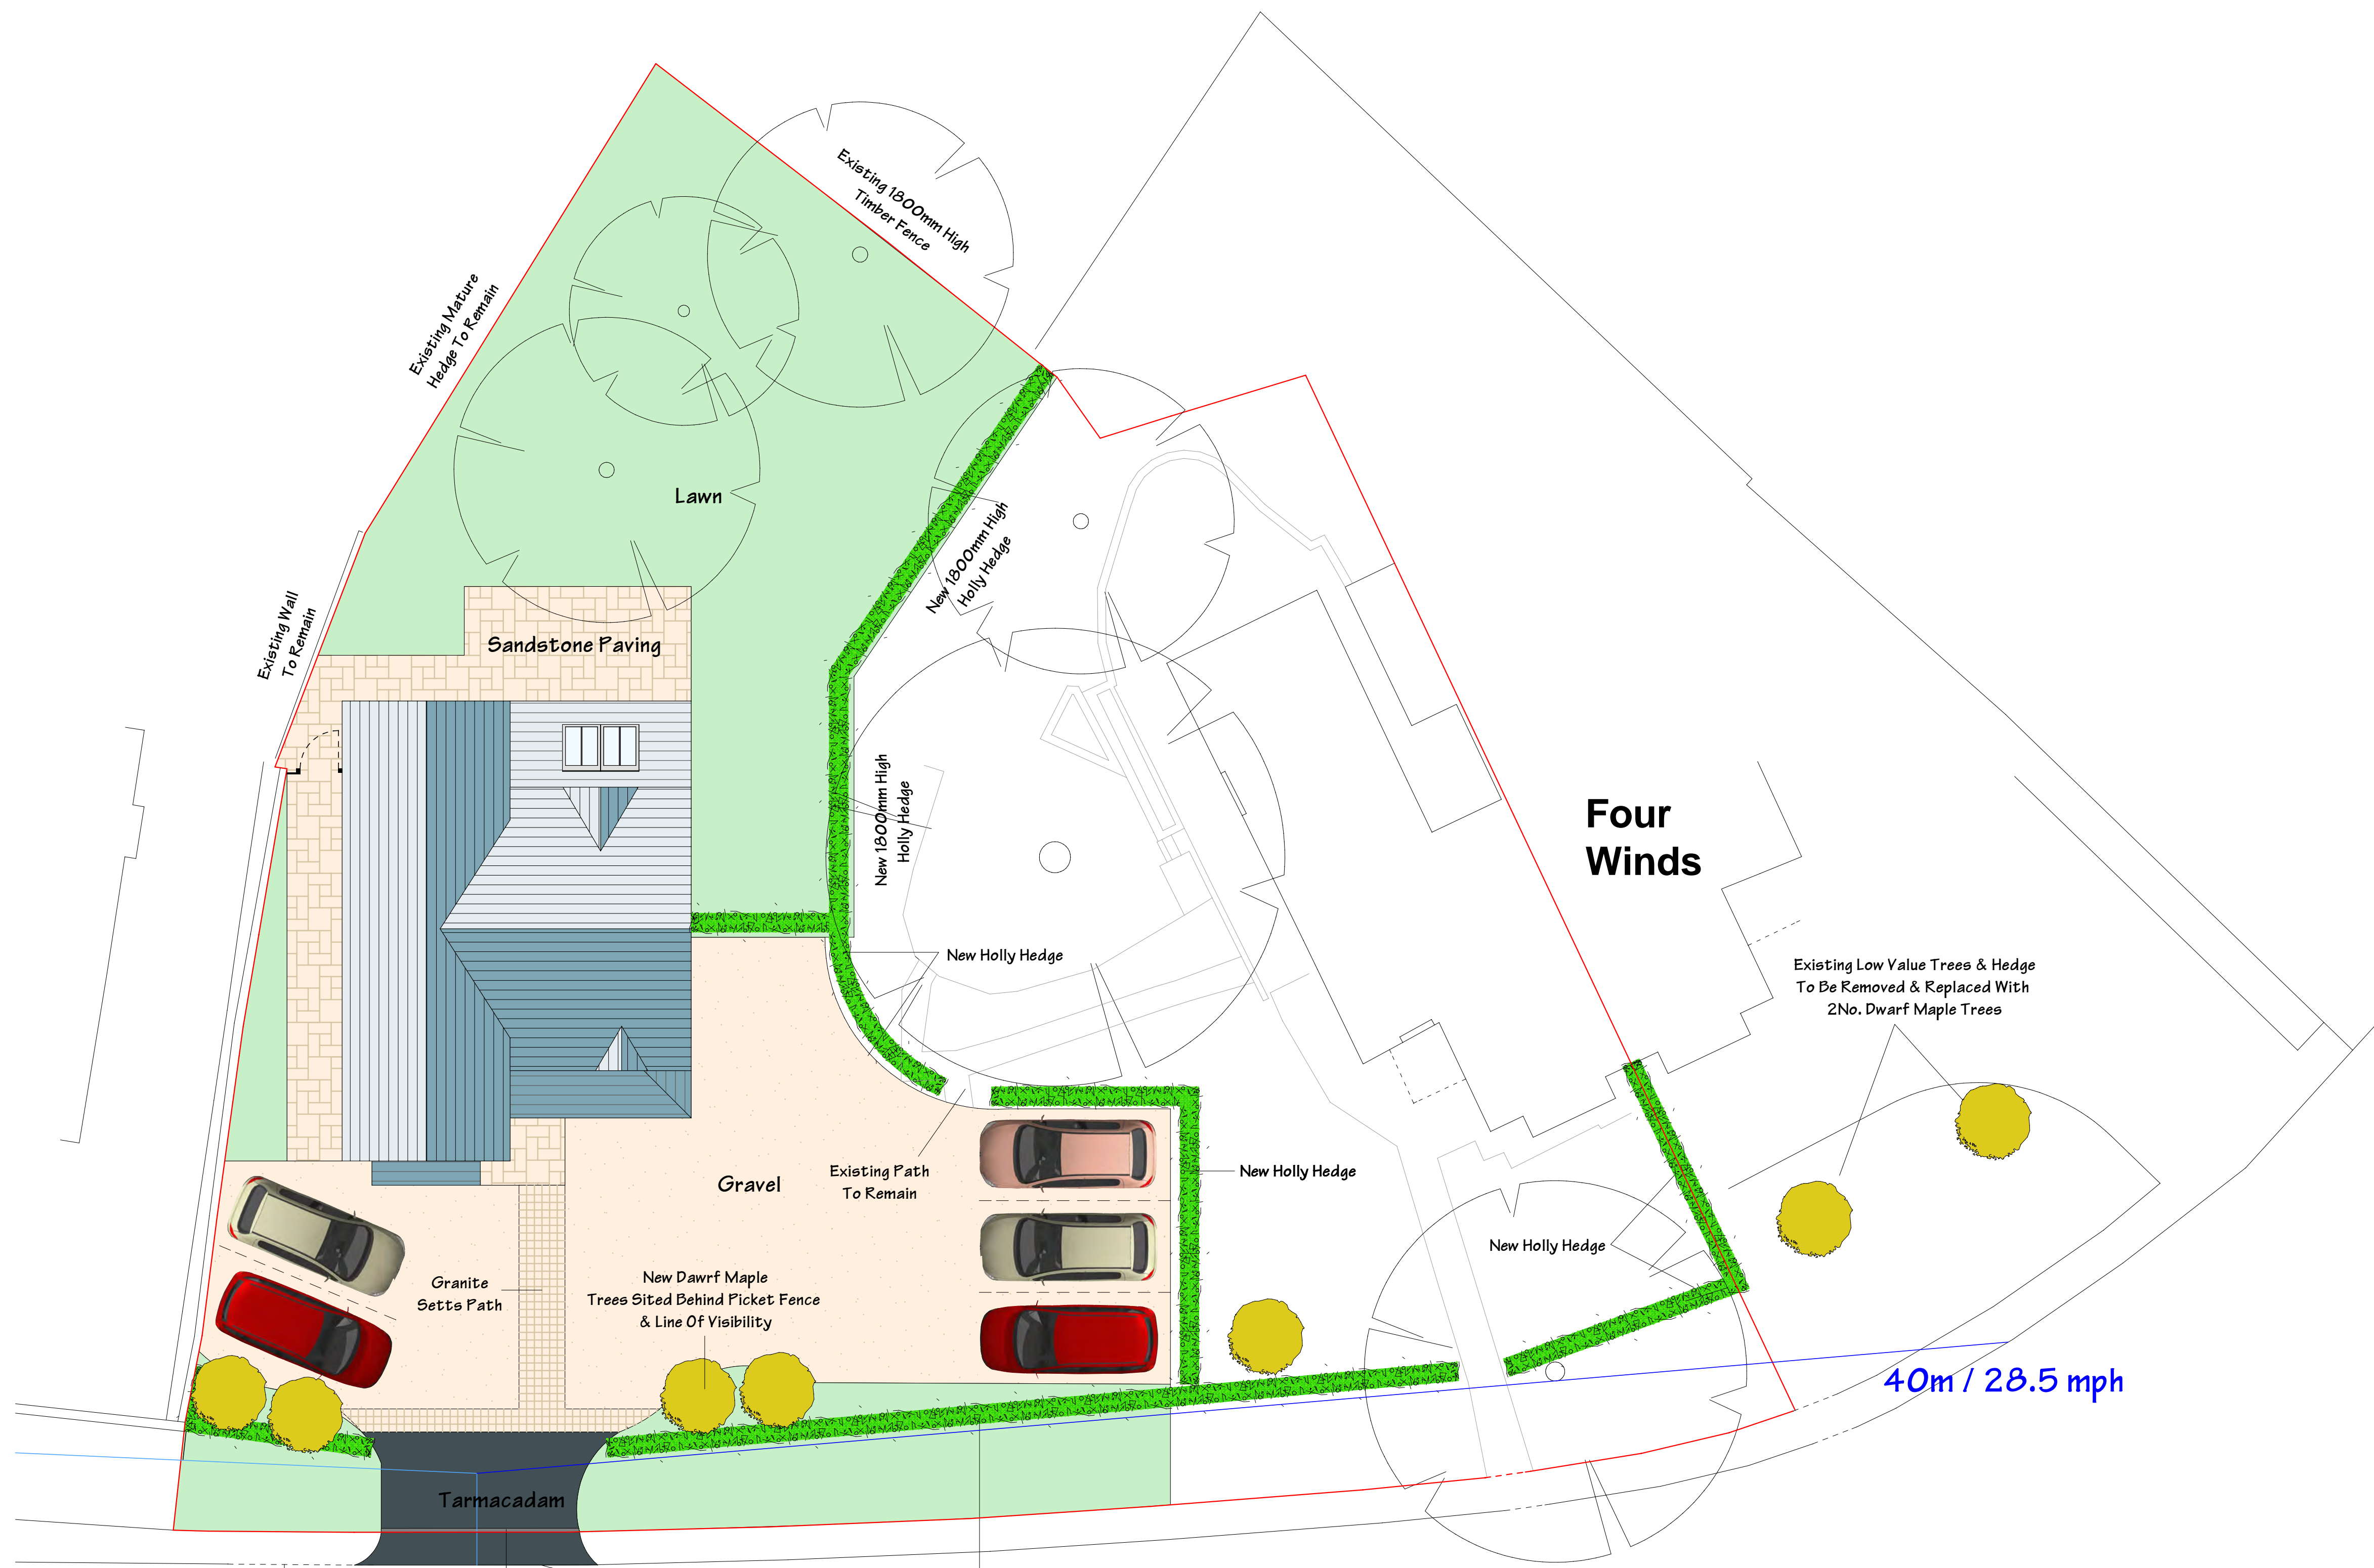 Existing 1800mm High
Timber Fence
Existing Mature
Hedge To Remain
Lawn
New 1800mm High
Holly Hedge
Existing Wall
To Remain
Sandstone Paving
New 1800mm High
Holly Hedge
Four
Winds
New Holly Hedge
Existing Low Value Trees & Hedge
To Be Removed & Replaced With
2No. Dwarf Maple Trees
Existing Path
To Remain
Gravel
New Holly Hedge
New Holly Hedge
Granite
Setts Path
New Dawrf Maple
Trees Sited Behind Picket Fence
& Line Of Visibility
40m / 28.5 mph
Tarmacadam